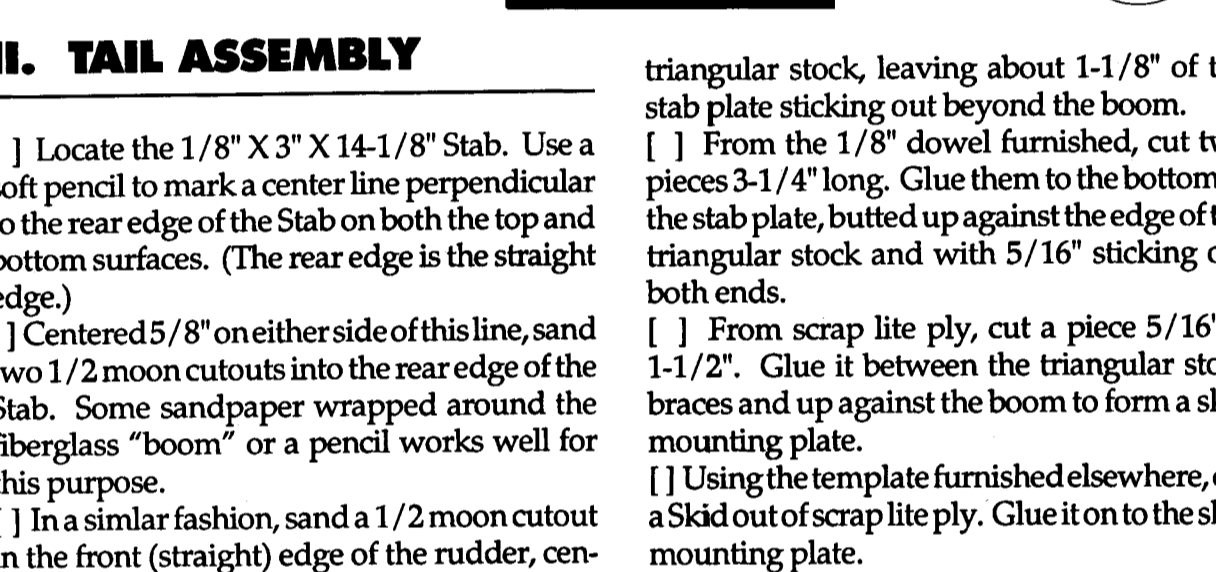 II. TAIL ASSEMBLY
] Locate the 1/8" X 3" X 14-1/8" Stab. Use a
oft pencil to mark a center line perpendicular
o the rear edge of the Stab on both the top and
ottom surfaces. (The rear edge is the straight
edge.)
] Centered 5/8" on either side of this line, sand
wo 1/2 moon cutouts into the rear edge of the
Stab. Some sandpaper wrapped around the
fiberglass "boom" or a pencil works well for
this purpose.
] In a simlar fashion, sand a 1/2 moon cutout
n the front (straight) edge of the rudder, cen-
triangular stock, leaving about 1-1/8" of t
stab plate sticking out beyond the boom.
[ ] From the 1/8" dowel furnished, cut tw
pieces 3-1/4" long. Glue them to the bottom
the stab plate, butted up against the edge of t
triangular stock and with 5/16" sticking o
both ends.
[ ] From scrap lite ply, cut a piece 5/16"
1-1/2". Glue it between the triangular sto
braces and up against the boom to form a sk
mounting plate.
[ ] Using the template furnished elsewhere, c
a Skid out of scrap lite ply. Glue it on to the sk
mounting plate.